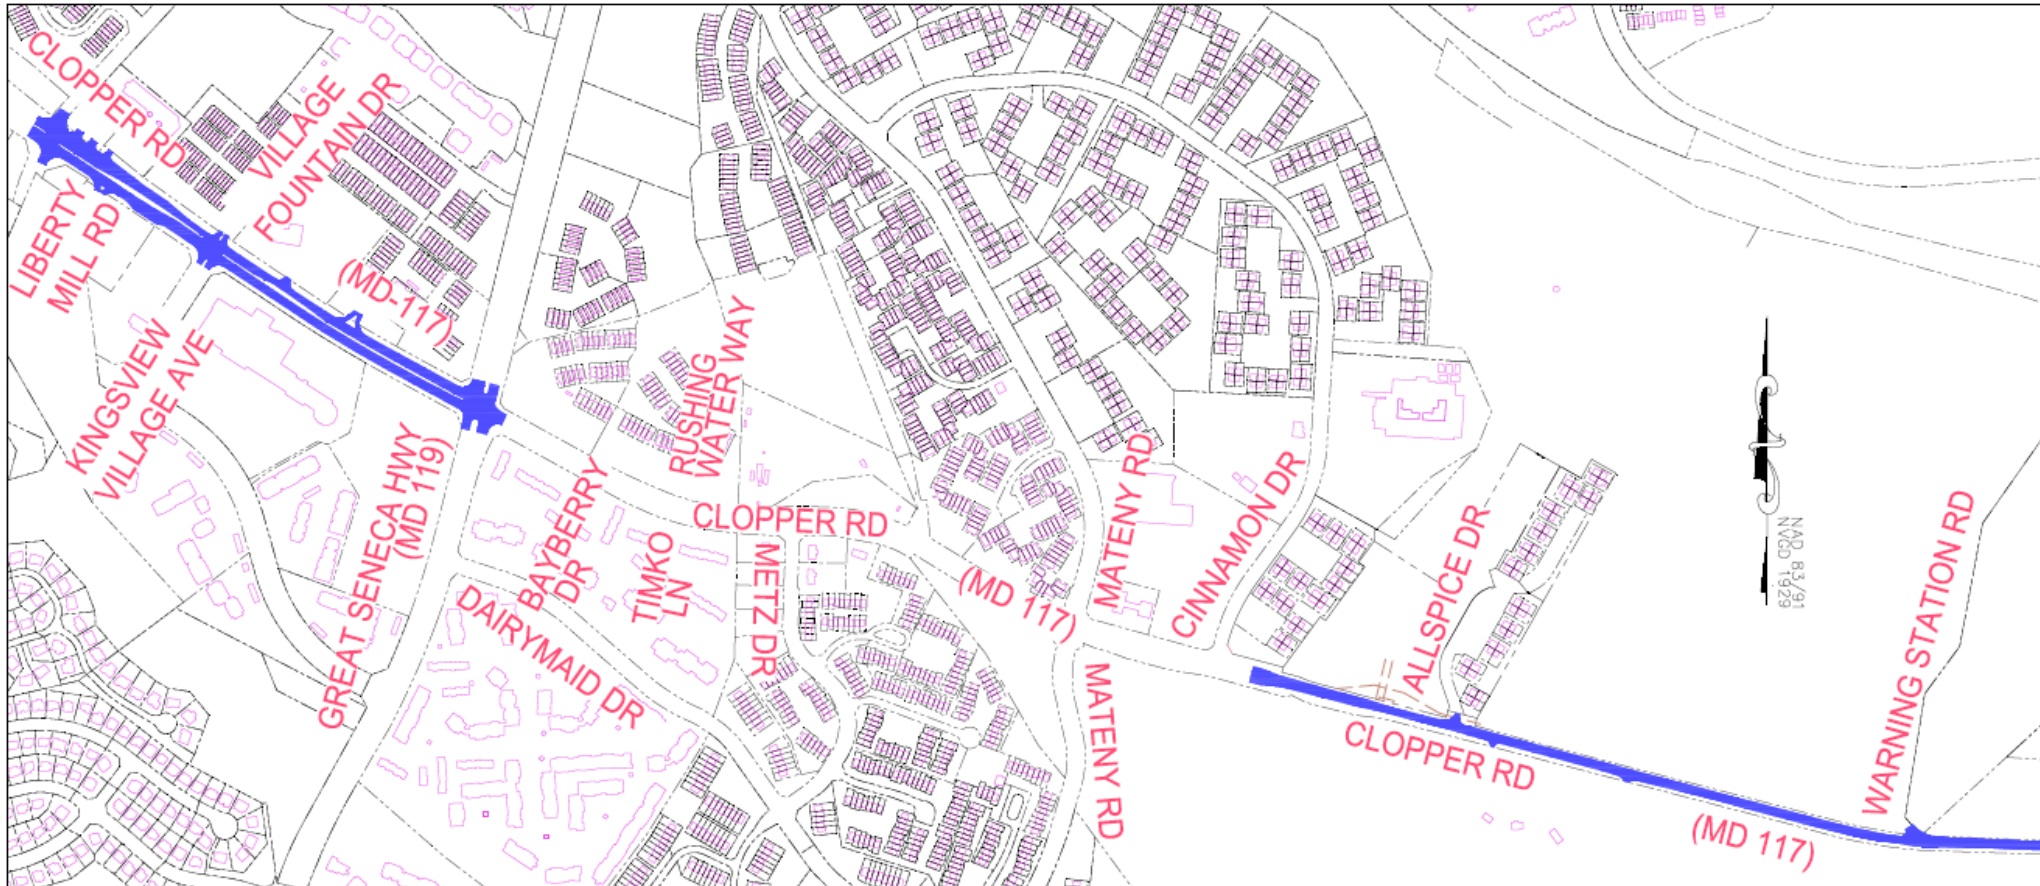 CLOPPER RD
VILLAGE
FOUNTAIN DR
LIBERTY
MILL RD
(MD-117)
KINGSVIEW
VILLAGE AVE
GREAT SENECA HWY
(MD 119)
RUSHING
WATER WAY
BAYBERRY
DR
TIMKO
LN
CLOPPER RD
METZ DR
DAIRYMAID DR
(MD 117)
MATENY RD
MATENY RD
CINNAMON DR
ALLSPICE DR
CLOPPER RD
(MD 117)
WARNING STATION RD
NAD 83/91
NVGD 1929